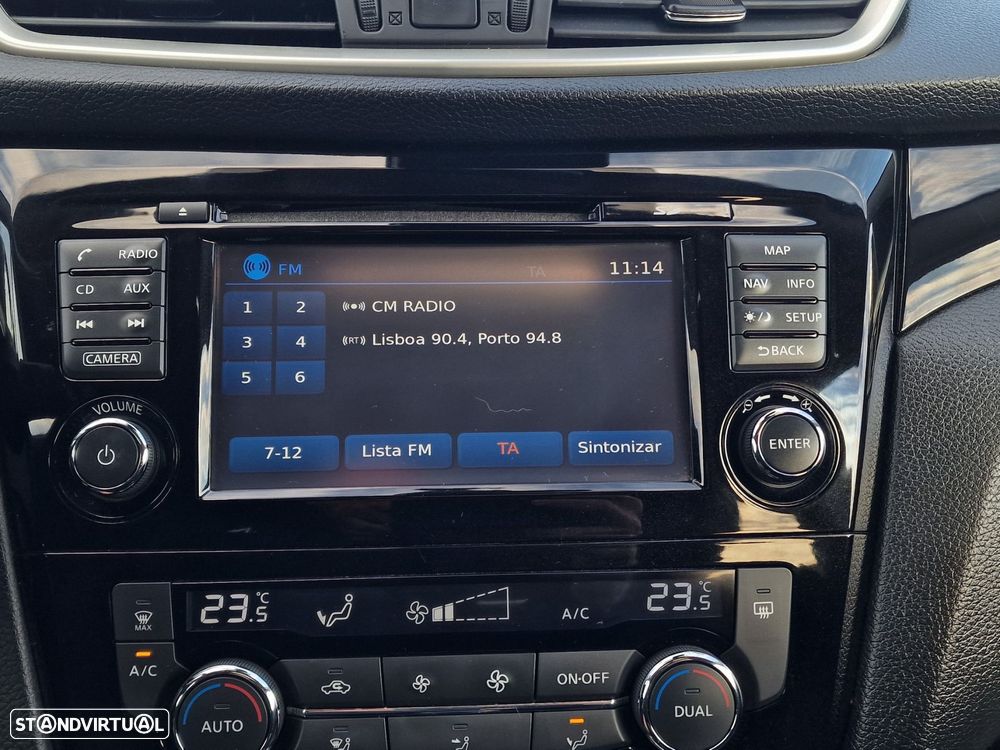 RADIO
CD AUX
CAMERA
VOLUME
FM TA 11:14
1 2
3 4
5 6
CM RADIO
(RT) Lisboa 90.4, Porto 94.8
7-12 Lista FM TA Sintonizar
MAP
NAV INFO
SETUP
BACK
ENTER
MAX
A/C
23.5°C A/C 23.5°C
ON-OFF
AUTO
DUAL
STANDVIRTUAL